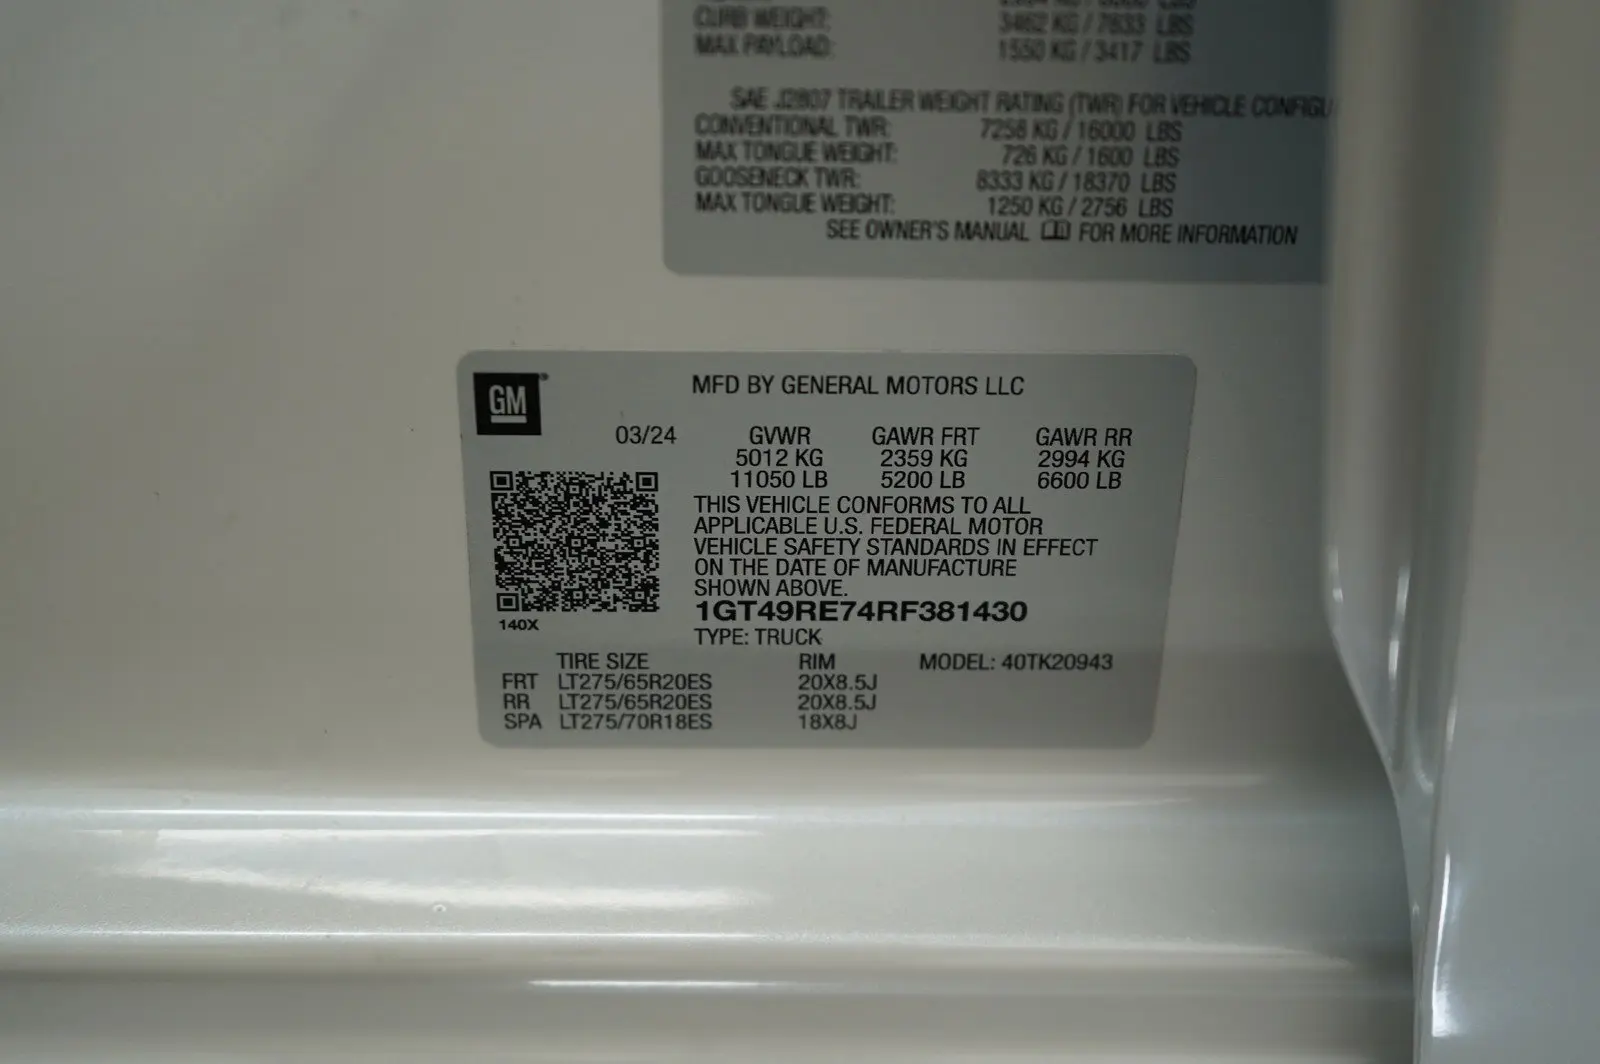 CURB WEIGHT: 3462 KG / 7633 LBS
MAX PAYLOAD: 1550 KG / 3417 LBS
SAE J2807 TRAILER WEIGHT RATING (TWR) FOR VEHICLE CONFIGU
CONVENTIONAL TWR: 7258 KG / 16000 LBS
MAX TONGUE WEIGHT: 726 KG / 1600 LBS
GOOSENECK TWR: 8333 KG / 18370 LBS
MAX TONGUE WEIGHT: 1250 KG / 2756 LBS
SEE OWNER'S MANUAL FOR MORE INFORMATION
GM®
MFD BY GENERAL MOTORS LLC
03/24 GVWR GAWR FRT GAWR RR
5012 KG 2359 KG 2994 KG
11050 LB 5200 LB 6600 LB
THIS VEHICLE CONFORMS TO ALL
APPLICABLE U.S. FEDERAL MOTOR
VEHICLE SAFETY STANDARDS IN EFFECT
ON THE DATE OF MANUFACTURE
SHOWN ABOVE.
1GT49RE74RF381430
140X
TYPE: TRUCK
TIRE SIZE RIM MODEL: 40TK20943
FRT LT275/65R20ES 20X8.5J
RR LT275/65R20ES 20X8.5J
SPA LT275/70R18ES 18X8J